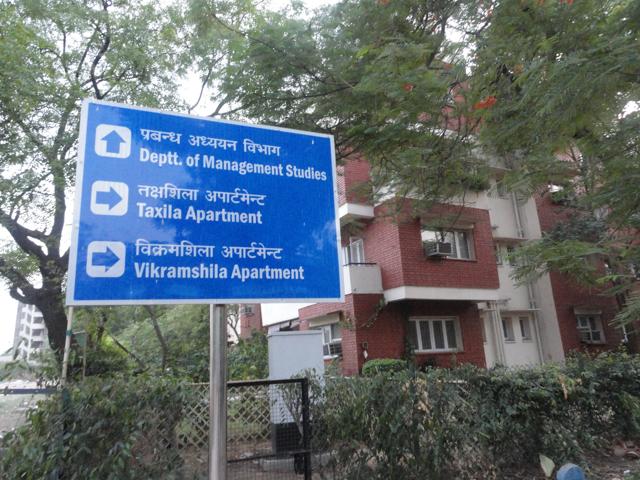 प्रबन्ध अध्ययन विभाग
Deptt. of Management Studies
तक्षशिला अपार्टमेन्ट
Taxila Apartment
विक्रमशिला अपार्टमेन्ट
Vikramshila Apartment